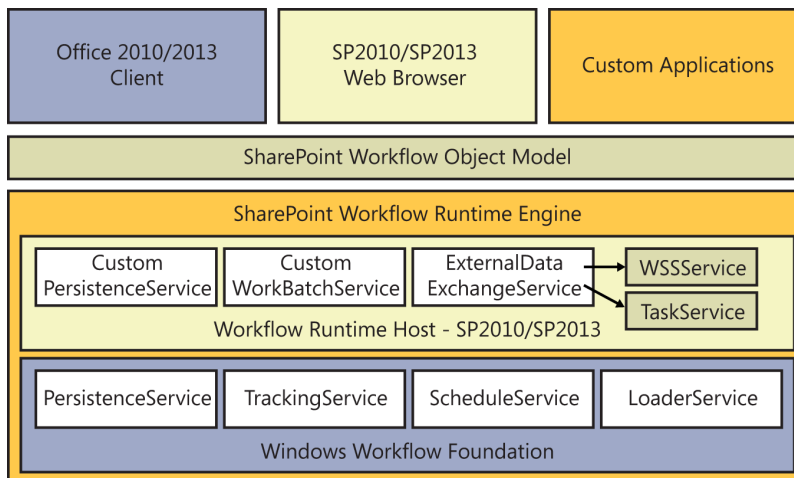 Office 2010/2013
Client
SP2010/SP2013
Web Browser
Custom Applications
SharePoint Workflow Object Model
SharePoint Workflow Runtime Engine
Custom
PersistenceService
Custom
WorkBatchService
ExternalData
ExchangeService
WSSService
TaskService
Workflow Runtime Host - SP2010/SP2013
PersistenceService
TrackingService
ScheduleService
LoaderService
Windows Workflow Foundation